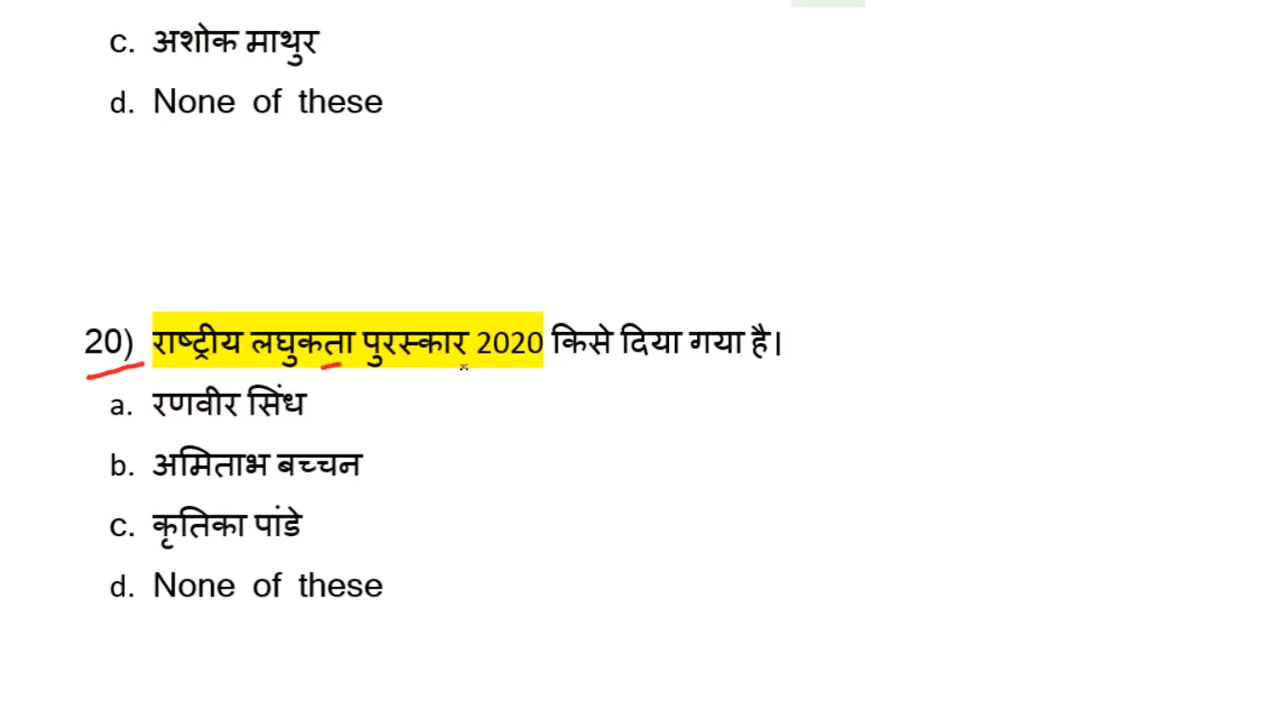 c. अशोक माथुर
d. None of these
20) राष्ट्रीय लघुकता पुरस्कार 2020 किसे दिया गया है।
a. रणवीर सिंध
b. अमिताभ बच्चन
c. कृतिका पांडे
d. None of these